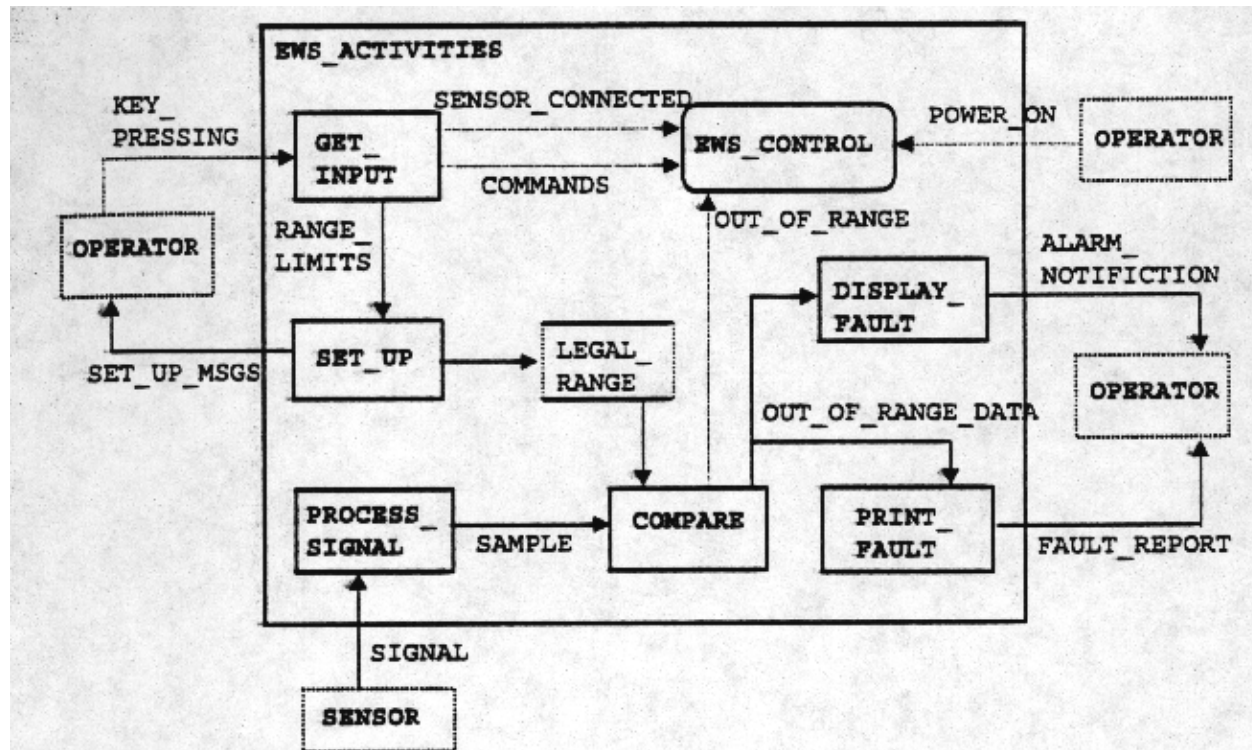 EWS_ACTIVITIES
KEY_
PRESSING
SENSOR_CONNECTED
POWER_ON
GET_
INPUT
EWS_CONTROL
OPERATOR
COMMANDS
OUT_OF_RANGE
RANGE_
LIMITS
OPERATOR
ALARM_
NOTIFICTION
DISPLAY_
FAULT
SET_UP
LEGAL_
RANGE
SET_UP_MSGS
OPERATOR
OUT_OF_RANGE_DATA
PROCESS_
SIGNAL
SAMPLE
COMPARE
PRINT_
FAULT
FAULT_REPORT
SIGNAL
SENSOR